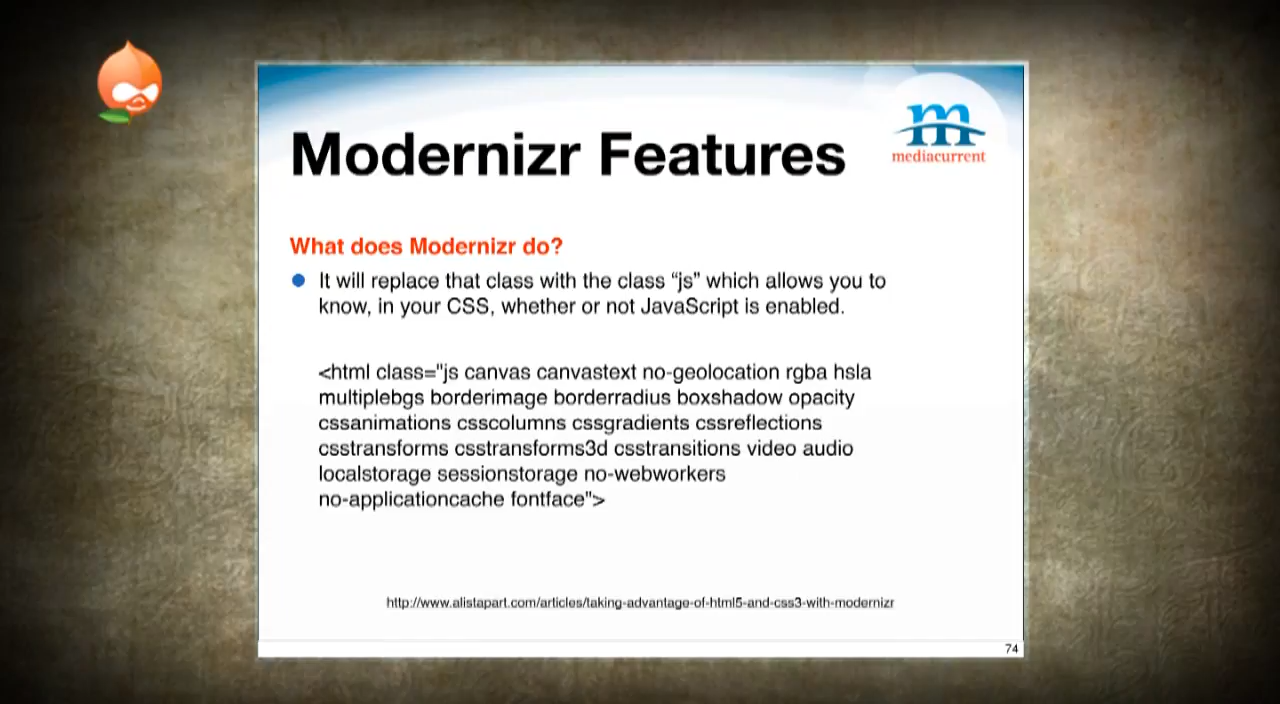 m
mediacurrent
Modernizr Features
What does Modernizr do?
It will replace that class with the class “js” which allows you to
know, in your CSS, whether or not JavaScript is enabled.
<html class="js canvas canvastext no-geolocation rgba hsla
multiplebgs borderimage borderradius boxshadow opacity
cssanimations csscolumns cssgradients cssreflections
csstransforms csstransforms3d csstransitions video audio
localstorage sessionstorage no-webworkers
no-applicationcache fontface">
http://www.alistapart.com/articles/taking-advantage-of-html5-and-css3-with-modernizr
74